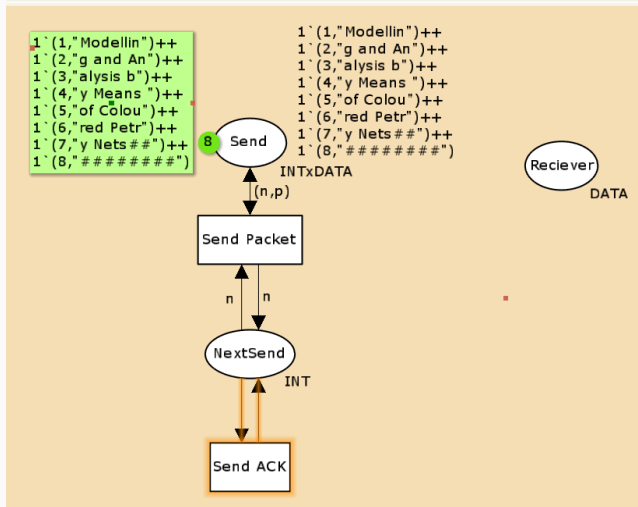 1`(1,"Modellin")++
1`(2,"g and An")++
1`(3,"alysis b")++
1`(4,"y Means ")++
1`(5,"of Colou")++
1`(6,"red Petr")++
1`(7,"y Nets##")++
1`(8,"########")
1`(1,"Modellin")++
1`(2,"g and An")++
1`(3,"alysis b")++
1`(4,"y Means ")++
1`(5,"of Colou")++
1`(6,"red Petr")++
1`(7,"y Nets##")++
1`(8,"########")
8
Send
INTxDATA
Reciever
DATA
(n,p)
Send Packet
n
n
NextSend
INT
Send ACK